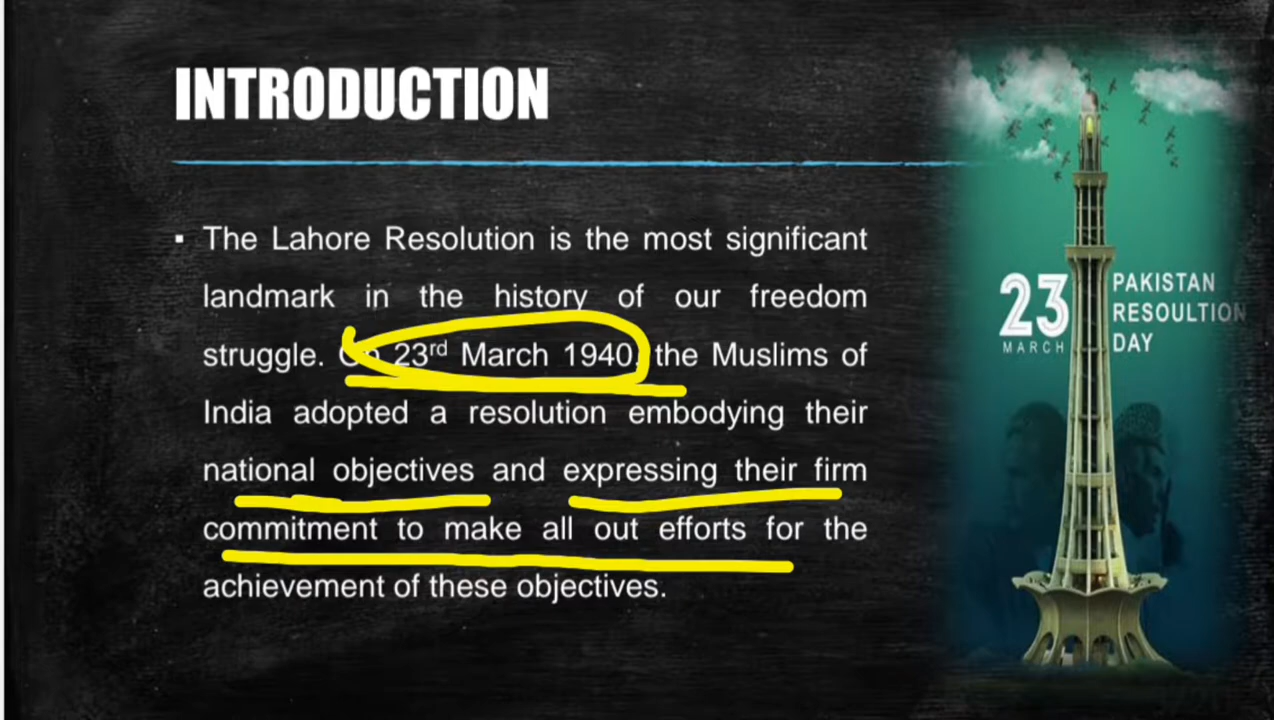 INTRODUCTION
▪ The Lahore Resolution is the most significant
landmark in the history of our freedom
struggle. On 23rd March 1940, the Muslims of
India adopted a resolution embodying their
national objectives and expressing their firm
commitment to make all out efforts for the
achievement of these objectives.
23
MARCH
PAKISTAN
RESOULTION
DAY